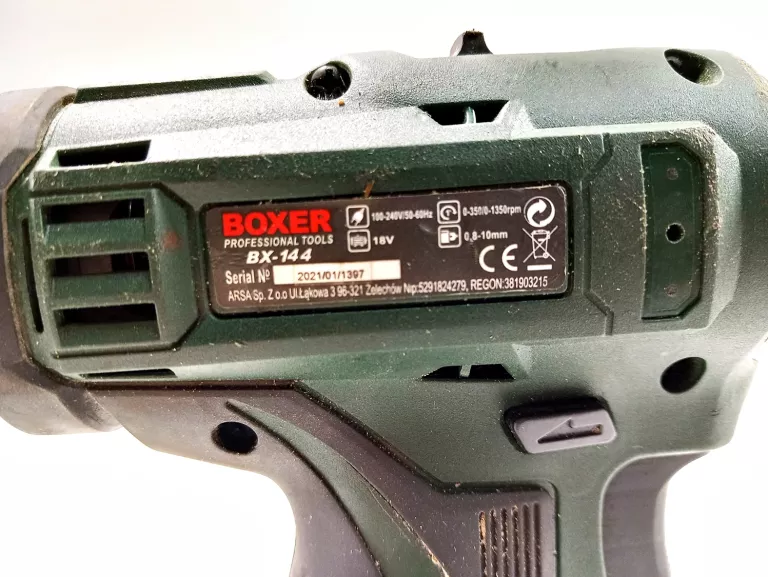 BOXER
PROFESSIONAL TOOLS
BX-144
100-240V/50-60Hz
18V
0-350/0-1350rpm
0,8-10mm
CE
Serial Nº 2021/01/1397
ARSA Sp. Z o.o Ul.Łąkowa 3 96-321 Żelechów Nip:5291824279, REGON:381903215